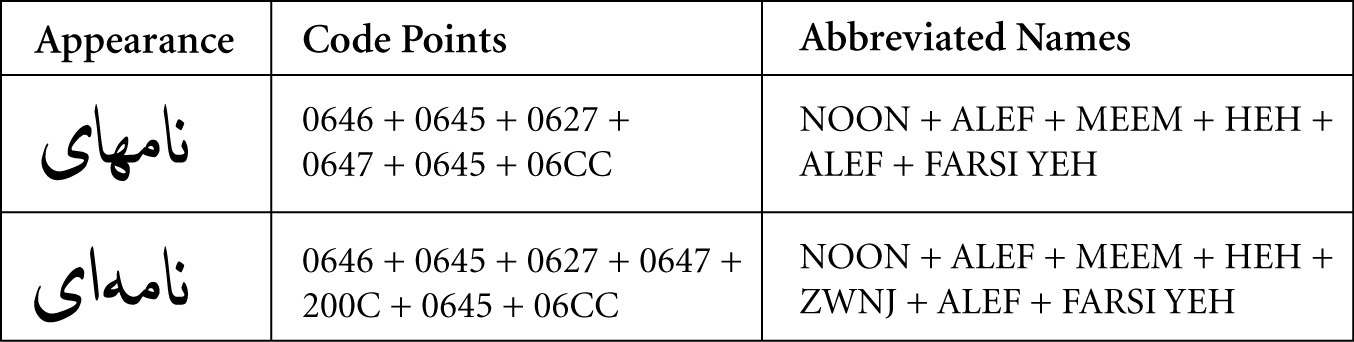 Appearance
Code Points
Abbreviated Names
نامهای
0646 + 0645 + 0627 +
0647 + 0645 + 06CC
NOON + ALEF + MEEM + HEH +
ALEF + FARSI YEH
نامه‌ای
0646 + 0645 + 0627 + 0647 +
200C + 0645 + 06CC
NOON + ALEF + MEEM + HEH +
ZWNJ + ALEF + FARSI YEH